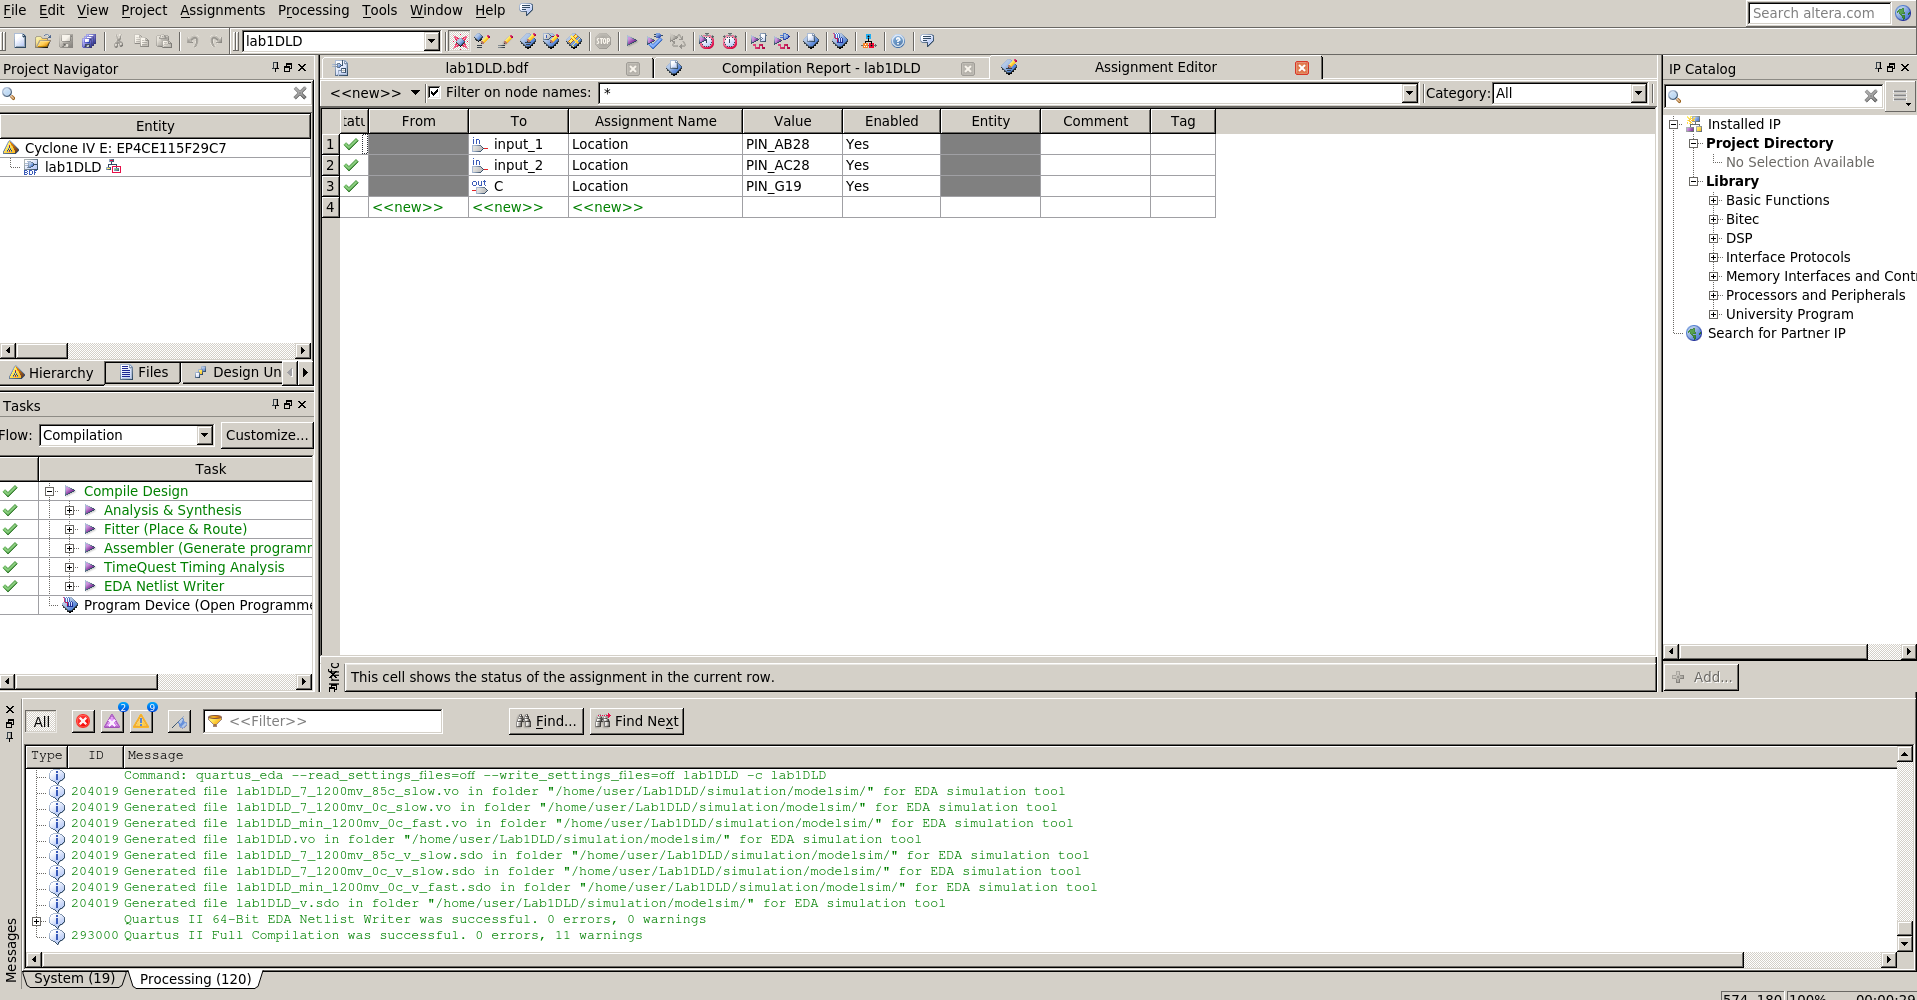 File Edit View Project Assignments Processing Tools Window Help
Search altera.com
lab1DLD
Project Navigator
Entity
Cyclone IV E: EP4CE115F29C7
lab1DLD
Hierarchy Files Design Un
Tasks
Flow: Compilation Customize...
Task
Compile Design
Analysis & Synthesis
Fitter (Place & Route)
Assembler (Generate programm
TimeQuest Timing Analysis
EDA Netlist Writer
Program Device (Open Programme
lab1DLD.bdf Compilation Report - lab1DLD Assignment Editor
<<new>> Filter on node names: * Category: All
tatu From To Assignment Name Value Enabled Entity Comment Tag
1 in input_1 Location PIN_AB28 Yes
2 in input_2 Location PIN_AC28 Yes
3 out C Location PIN_G19 Yes
4 <<new>> <<new>> <<new>>
This cell shows the status of the assignment in the current row.
IP Catalog
Installed IP
Project Directory
No Selection Available
Library
Basic Functions
Bitec
DSP
Interface Protocols
Memory Interfaces and Cont
Processors and Peripherals
University Program
Search for Partner IP
Add...
All 2 9 <<Filter>> Find... Find Next
Type ID Message
Command: quartus_eda --read_settings_files=off --write_settings_files=off lab1DLD -c lab1DLD
204019 Generated file lab1DLD_7_1200mv_85c_slow.vo in folder "/home/user/Lab1DLD/simulation/modelsim/" for EDA simulation tool
204019 Generated file lab1DLD_7_1200mv_0c_slow.vo in folder "/home/user/Lab1DLD/simulation/modelsim/" for EDA simulation tool
204019 Generated file lab1DLD_min_1200mv_0c_fast.vo in folder "/home/user/Lab1DLD/simulation/modelsim/" for EDA simulation tool
204019 Generated file lab1DLD.vo in folder "/home/user/Lab1DLD/simulation/modelsim/" for EDA simulation tool
204019 Generated file lab1DLD_7_1200mv_85c_v_slow.sdo in folder "/home/user/Lab1DLD/simulation/modelsim/" for EDA simulation tool
204019 Generated file lab1DLD_7_1200mv_0c_v_slow.sdo in folder "/home/user/Lab1DLD/simulation/modelsim/" for EDA simulation tool
204019 Generated file lab1DLD_min_1200mv_0c_v_fast.sdo in folder "/home/user/Lab1DLD/simulation/modelsim/" for EDA simulation tool
204019 Generated file lab1DLD_v.sdo in folder "/home/user/Lab1DLD/simulation/modelsim/" for EDA simulation tool
Quartus II 64-Bit EDA Netlist Writer was successful. 0 errors, 0 warnings
293000 Quartus II Full Compilation was successful. 0 errors, 11 warnings
Messages
System (19) Processing (120)
574, 180 100% 00:00:29